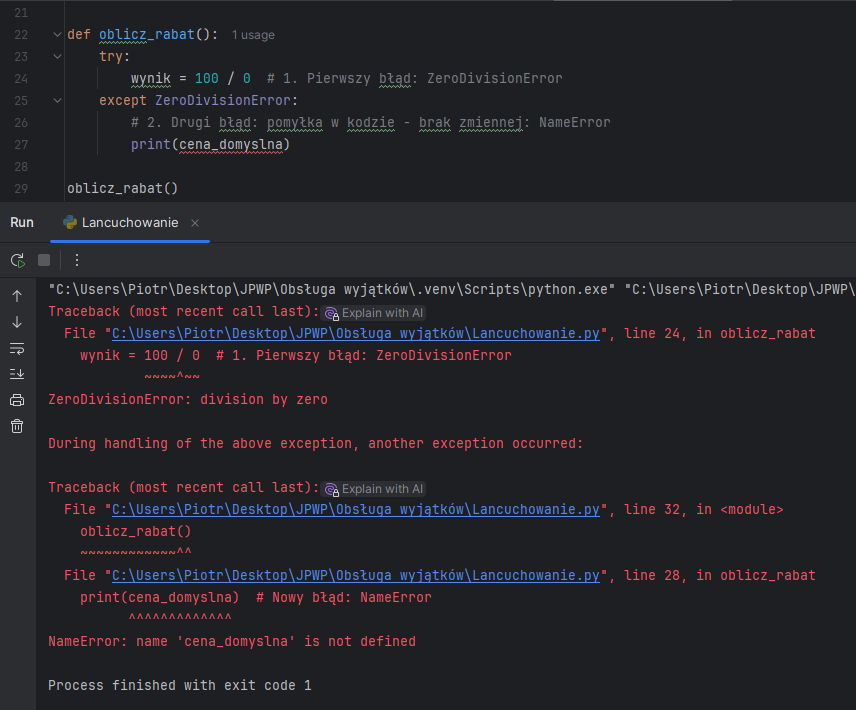 21
22 def oblicz_rabat(): 1 usage
23 try:
24 wynik = 100 / 0  # 1. Pierwszy błąd: ZeroDivisionError
25 except ZeroDivisionError:
26 # 2. Drugi błąd: pomyłka w kodzie - brak zmiennej: NameError
27 print(cena_domyslna)
28
29 oblicz_rabat()
Run Lancuchowanie ×
"C:\Users\Piotr\Desktop\JPWP\Obsługa wyjątków\.venv\Scripts\python.exe" "C:\Users\Piotr\Desktop\JPWP\
Traceback (most recent call last): Explain with AI
File "C:\Users\Piotr\Desktop\JPWP\Obsługa wyjątków\Lancuchowanie.py", line 24, in oblicz_rabat
wynik = 100 / 0  # 1. Pierwszy błąd: ZeroDivisionError
~~~~^~~
ZeroDivisionError: division by zero
During handling of the above exception, another exception occurred:
Traceback (most recent call last): Explain with AI
File "C:\Users\Piotr\Desktop\JPWP\Obsługa wyjątków\Lancuchowanie.py", line 32, in <module>
oblicz_rabat()
~~~~~~~~~~~~^^
File "C:\Users\Piotr\Desktop\JPWP\Obsługa wyjątków\Lancuchowanie.py", line 28, in oblicz_rabat
print(cena_domyslna)  # Nowy błąd: NameError
^^^^^^^^^^^^^
NameError: name 'cena_domyslna' is not defined
Process finished with exit code 1